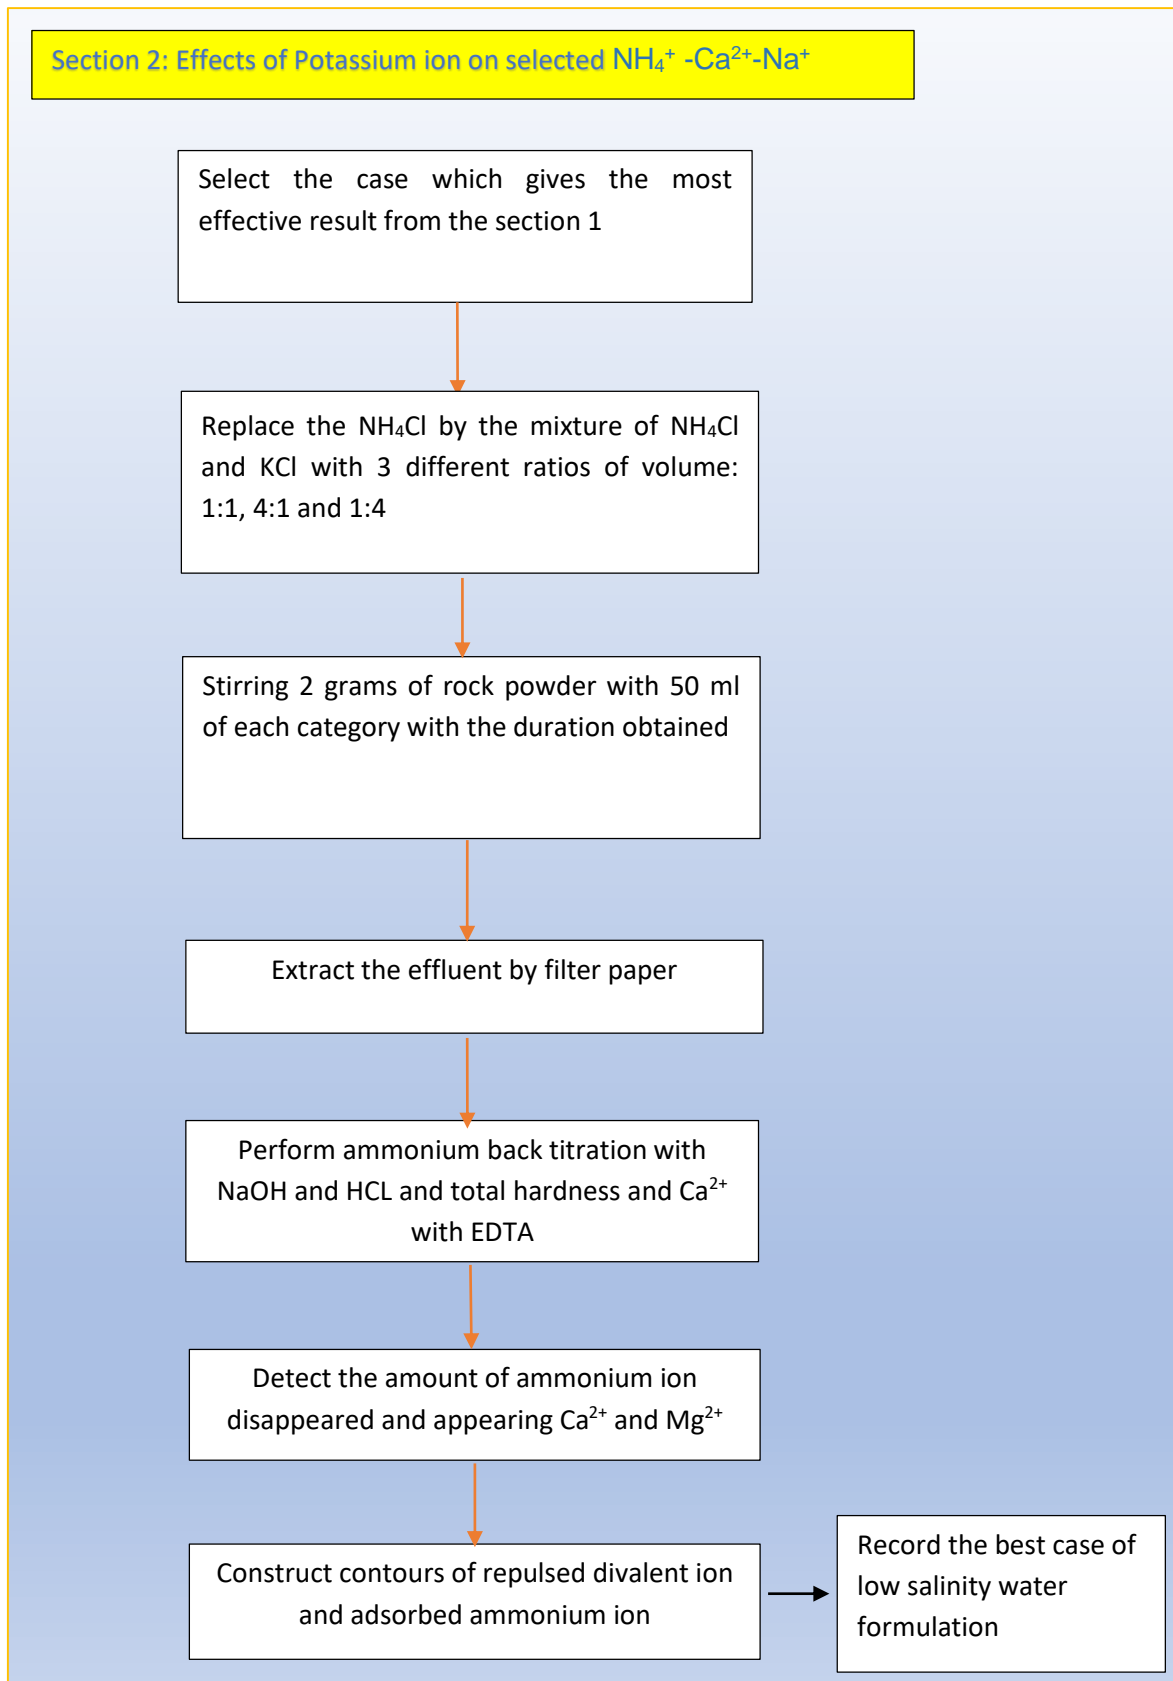 Section 2: Effects of Potassium ion on selected NH₄⁺ -Ca²⁺-Na⁺
Select the case which gives the most
effective result from the section 1
Replace the NH₄Cl by the mixture of NH₄Cl
and KCl with 3 different ratios of volume:
1:1, 4:1 and 1:4
Stirring 2 grams of rock powder with 50 ml
of each category with the duration obtained
Extract the effluent by filter paper
Perform ammonium back titration with
NaOH and HCL and total hardness and Ca²⁺
with EDTA
Detect the amount of ammonium ion
disappeared and appearing Ca²⁺ and Mg²⁺
Construct contours of repulsed divalent ion
and adsorbed ammonium ion
Record the best case of
low salinity water
formulation